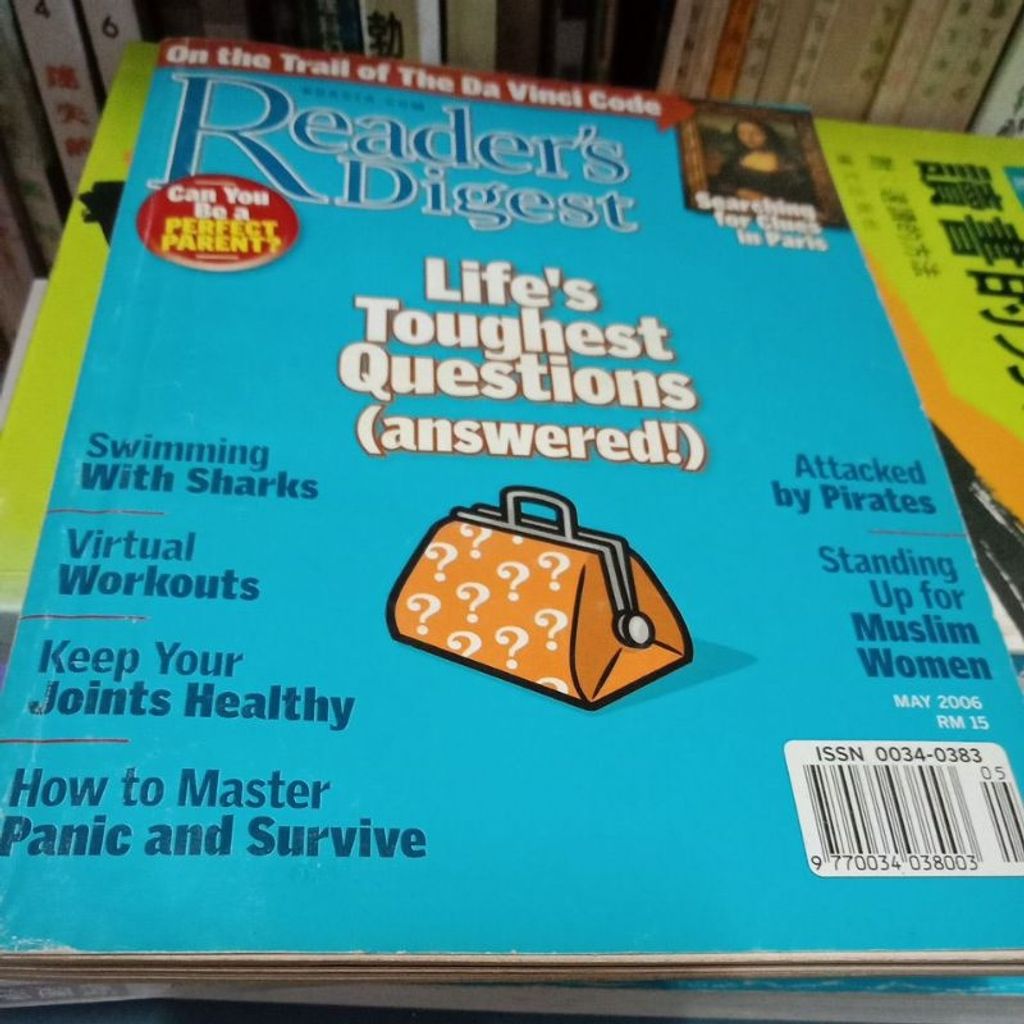 On the Trail of The Da Vinci Code
Reader's
Digest
Can You
Be a
PERFECT
PARENT?
Searching
for Clues
in Paris
Life's
Toughest
Questions
(answered!)
Swimming
With Sharks
Virtual
Workouts
Keep Your
Joints Healthy
How to Master
Panic and Survive
Attacked
by Pirates
Standing
Up for
Muslim
Women
MAY 2006
RM 15
ISSN 0034-0383
05
9 770034 038003
4
6